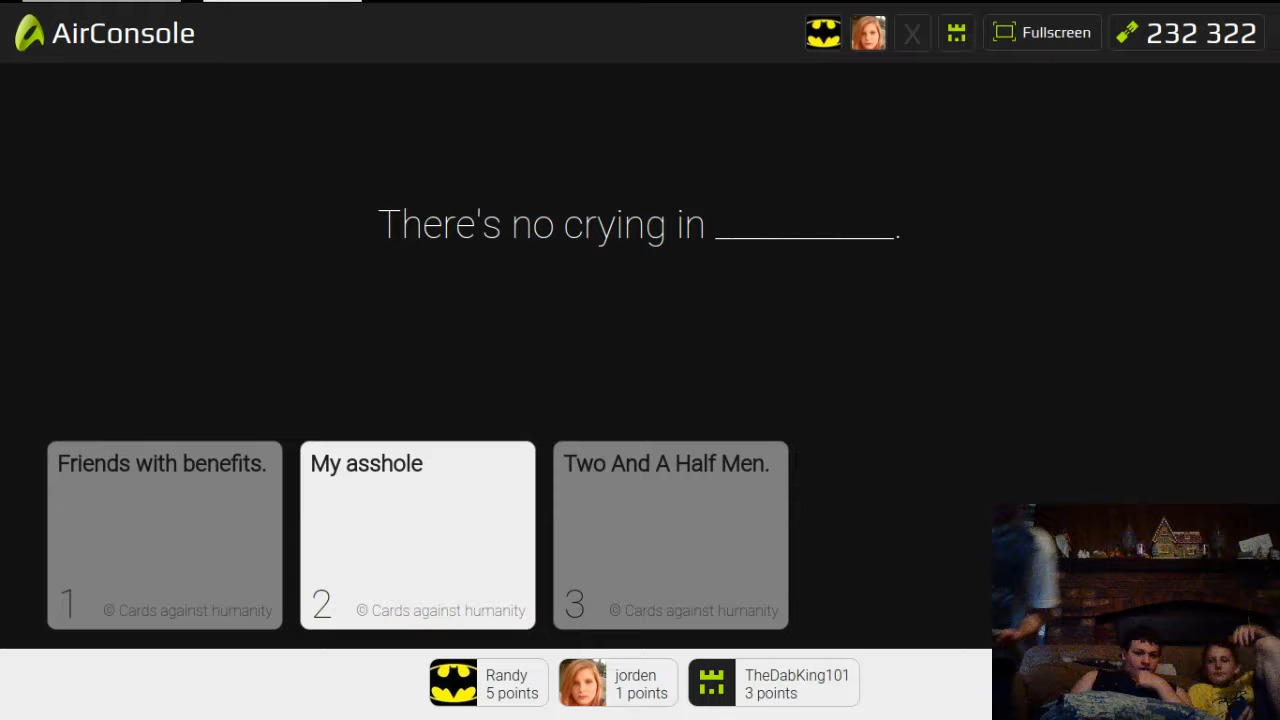 AirConsole
X
Fullscreen
232 322
There's no crying in __________.
Friends with benefits.
1 © Cards against humanity
My asshole
2 © Cards against humanity
Two And A Half Men.
3 © Cards against humanity
Randy
5 points
jorden
1 points
TheDabKing101
3 points